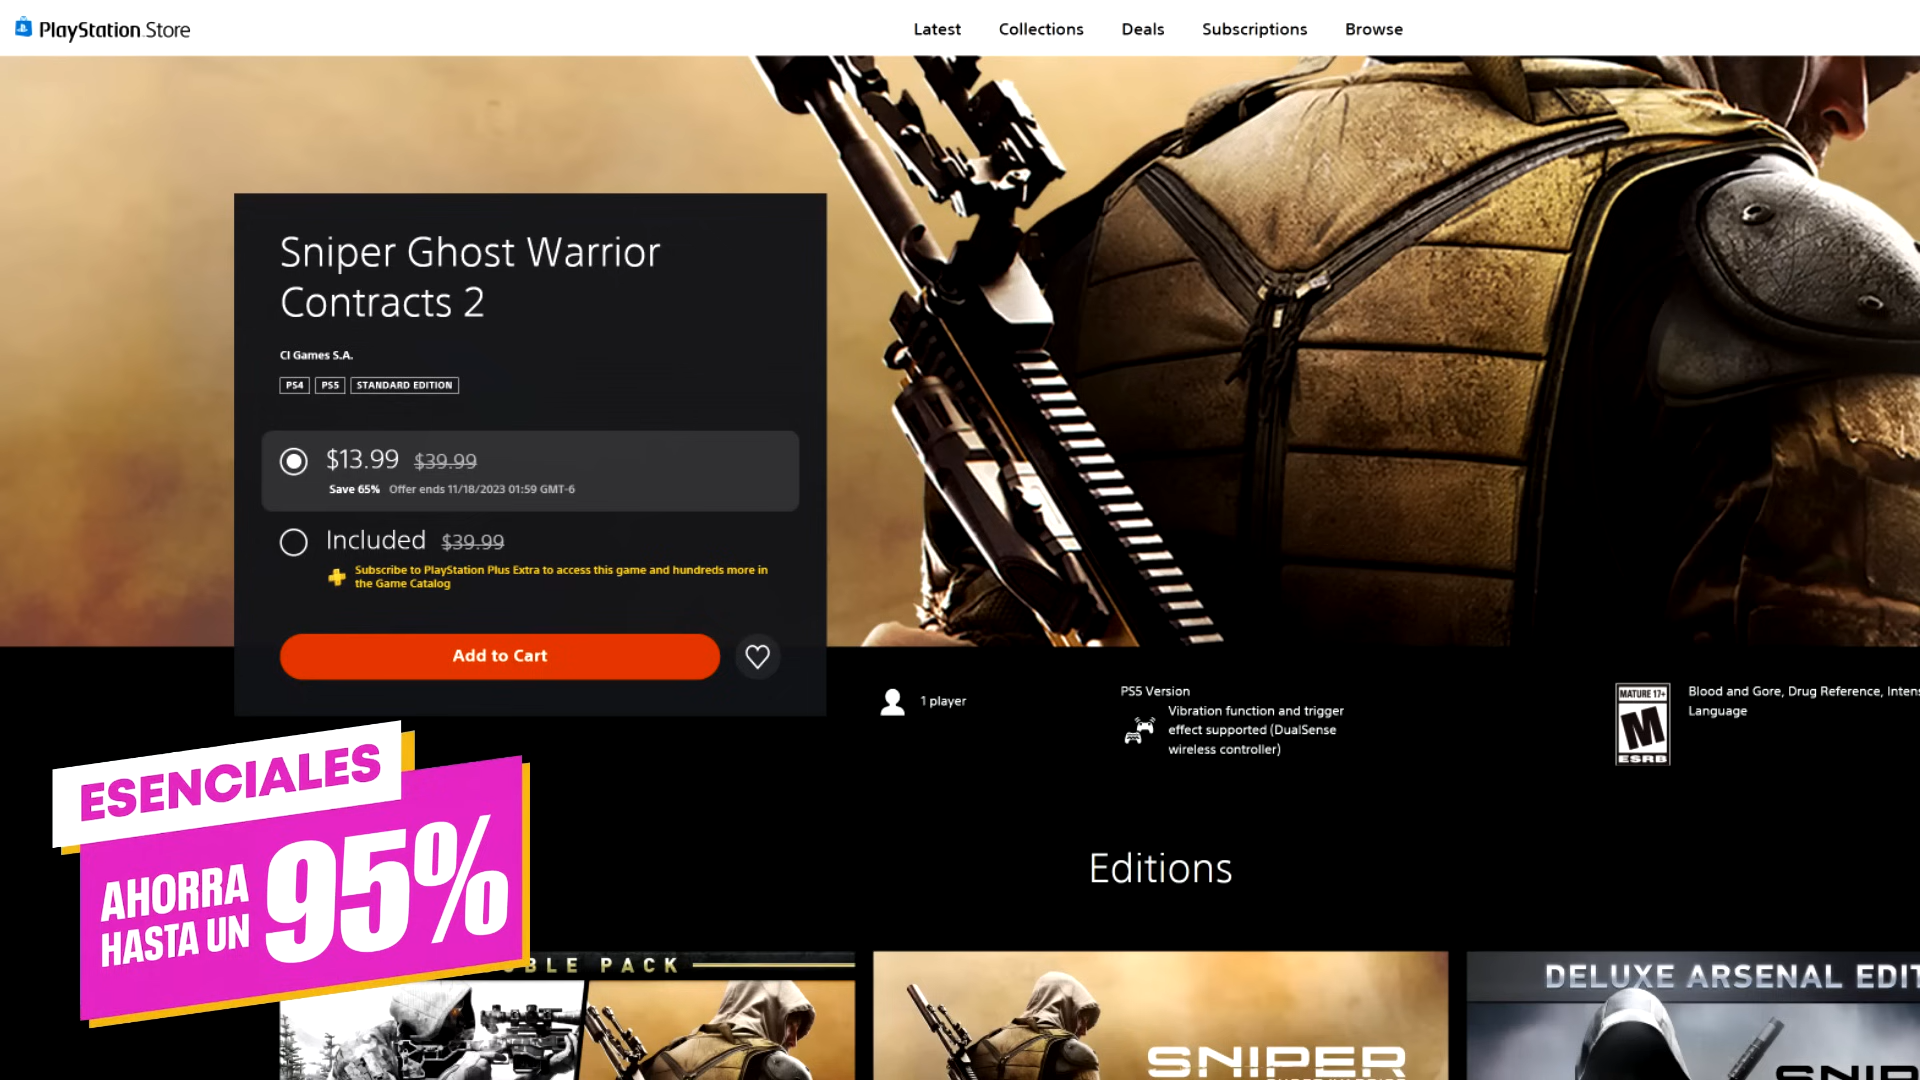 PlayStation Store
Latest
Collections
Deals
Subscriptions
Browse
Sniper Ghost Warrior
Contracts 2
CI Games S.A.
PS4 PS5 STANDARD EDITION
$13.99 $39.99
Save 65% Offer ends 11/18/2023 01:59 GMT-6
Included $39.99
Subscribe to PlayStation Plus Extra to access this game and hundreds more in
the Game Catalog
Add to Cart
1 player
PS5 Version
Vibration function and trigger
effect supported (DualSense
wireless controller)
MATURE 17+
M
ESRB
Blood and Gore, Drug Reference, Intens
Language
ESENCIALES
AHORRA
HASTA UN
95%
Editions
BLE PACK
SNIPER
DELUXE ARSENAL EDIT
SNIP